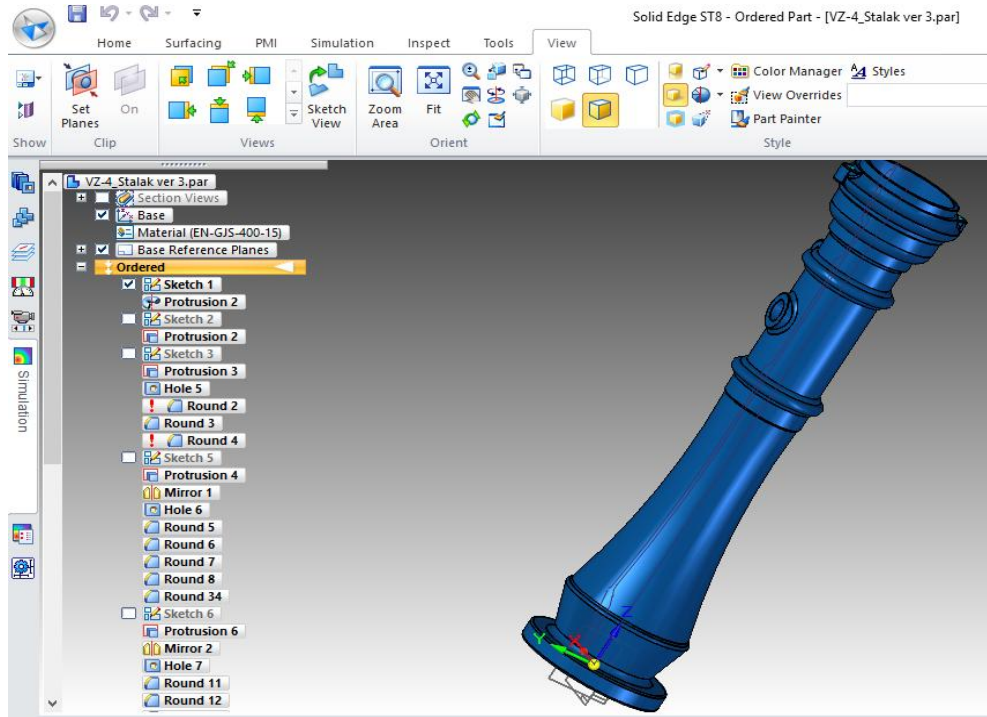 Solid Edge ST8 - Ordered Part - [VZ-4_Stalak ver 3.par]
Home Surfacing PMI Simulation Inspect Tools View
Set Planes
On
Sketch View
Zoom Area
Fit
Color Manager
Styles
View Overrides
Part Painter
Show Clip Views Orient Style
VZ-4_Stalak ver 3.par
Section Views
Base
Material (EN-GJS-400-15)
Base Reference Planes
Ordered
Sketch 1
Protrusion 2
Sketch 2
Protrusion 2
Sketch 3
Protrusion 3
Hole 5
! Round 2
Round 3
! Round 4
Sketch 5
Protrusion 4
Mirror 1
Hole 6
Round 5
Round 6
Round 7
Round 8
Round 34
Sketch 6
Protrusion 6
Mirror 2
Hole 7
Round 11
Round 12
Simulation
Z
Y
X